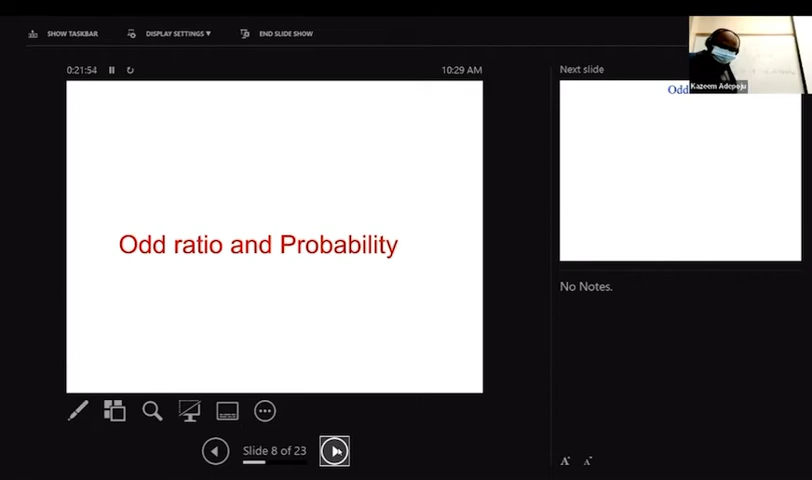 SHOW TASKBAR
DISPLAY SETTINGS ▼
END SLIDE SHOW
0:21:54
10:29 AM
Odd ratio and Probability
Slide 8 of 23
Next slide
Odd
Kazeem Adepoju
No Notes.
A A